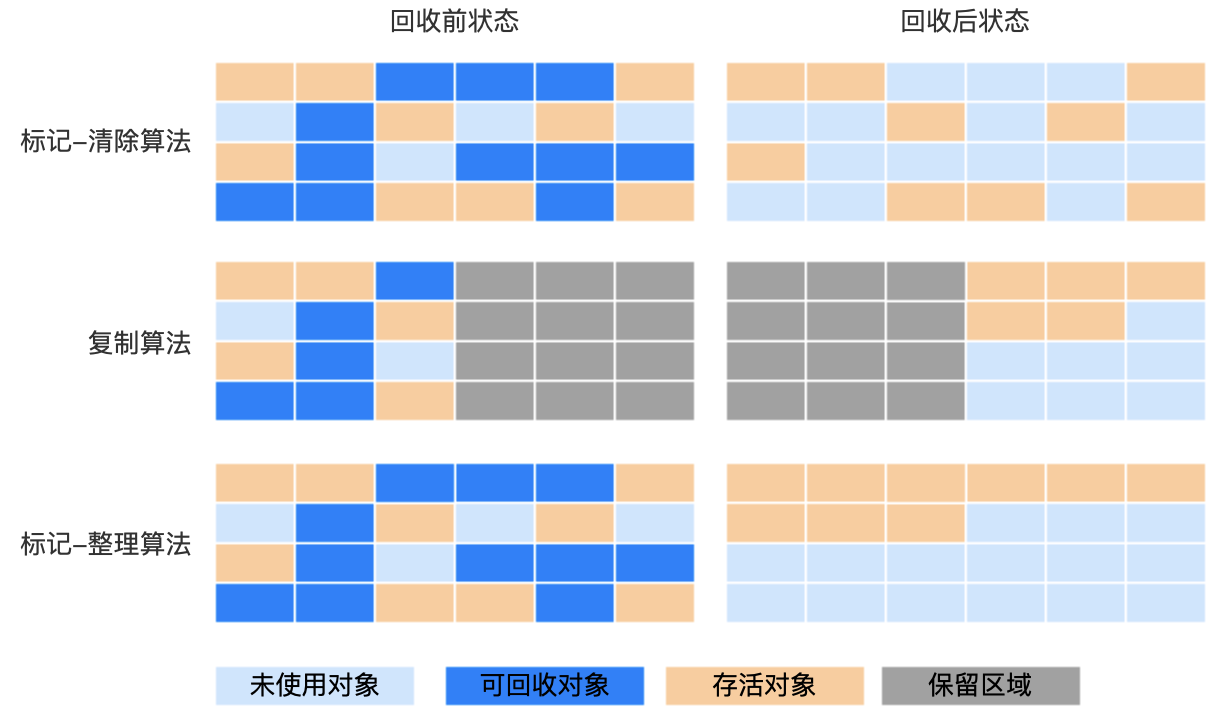 回收前状态
回收后状态
标记-清除算法
复制算法
标记-整理算法
未使用对象
可回收对象
存活对象
保留区域